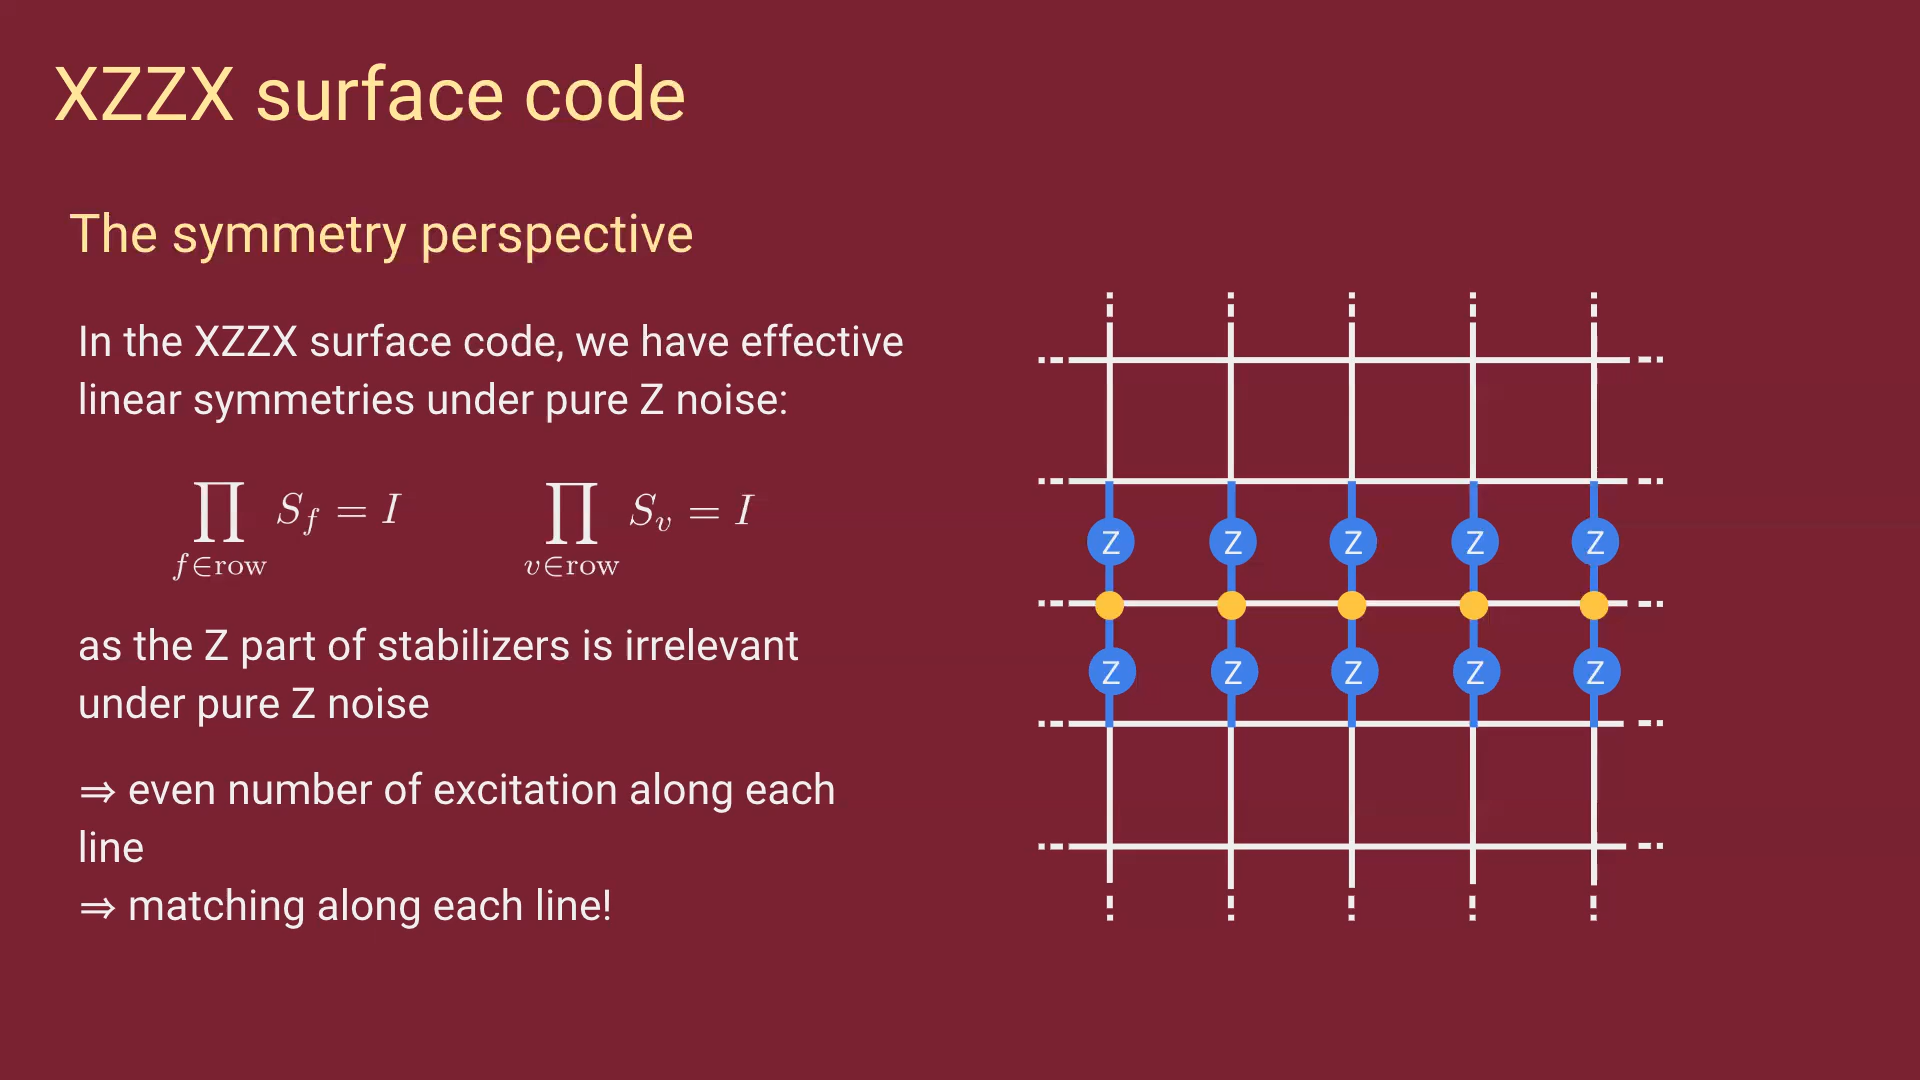 XZZX surface code
The symmetry perspective
In the XZZX surface code, we have effective
linear symmetries under pure Z noise:
∏ S_f = I ∏ S_v = I
f∈row v∈row
as the Z part of stabilizers is irrelevant
under pure Z noise
⇒ even number of excitation along each
line
⇒ matching along each line!
Z Z Z Z Z
Z Z Z Z Z